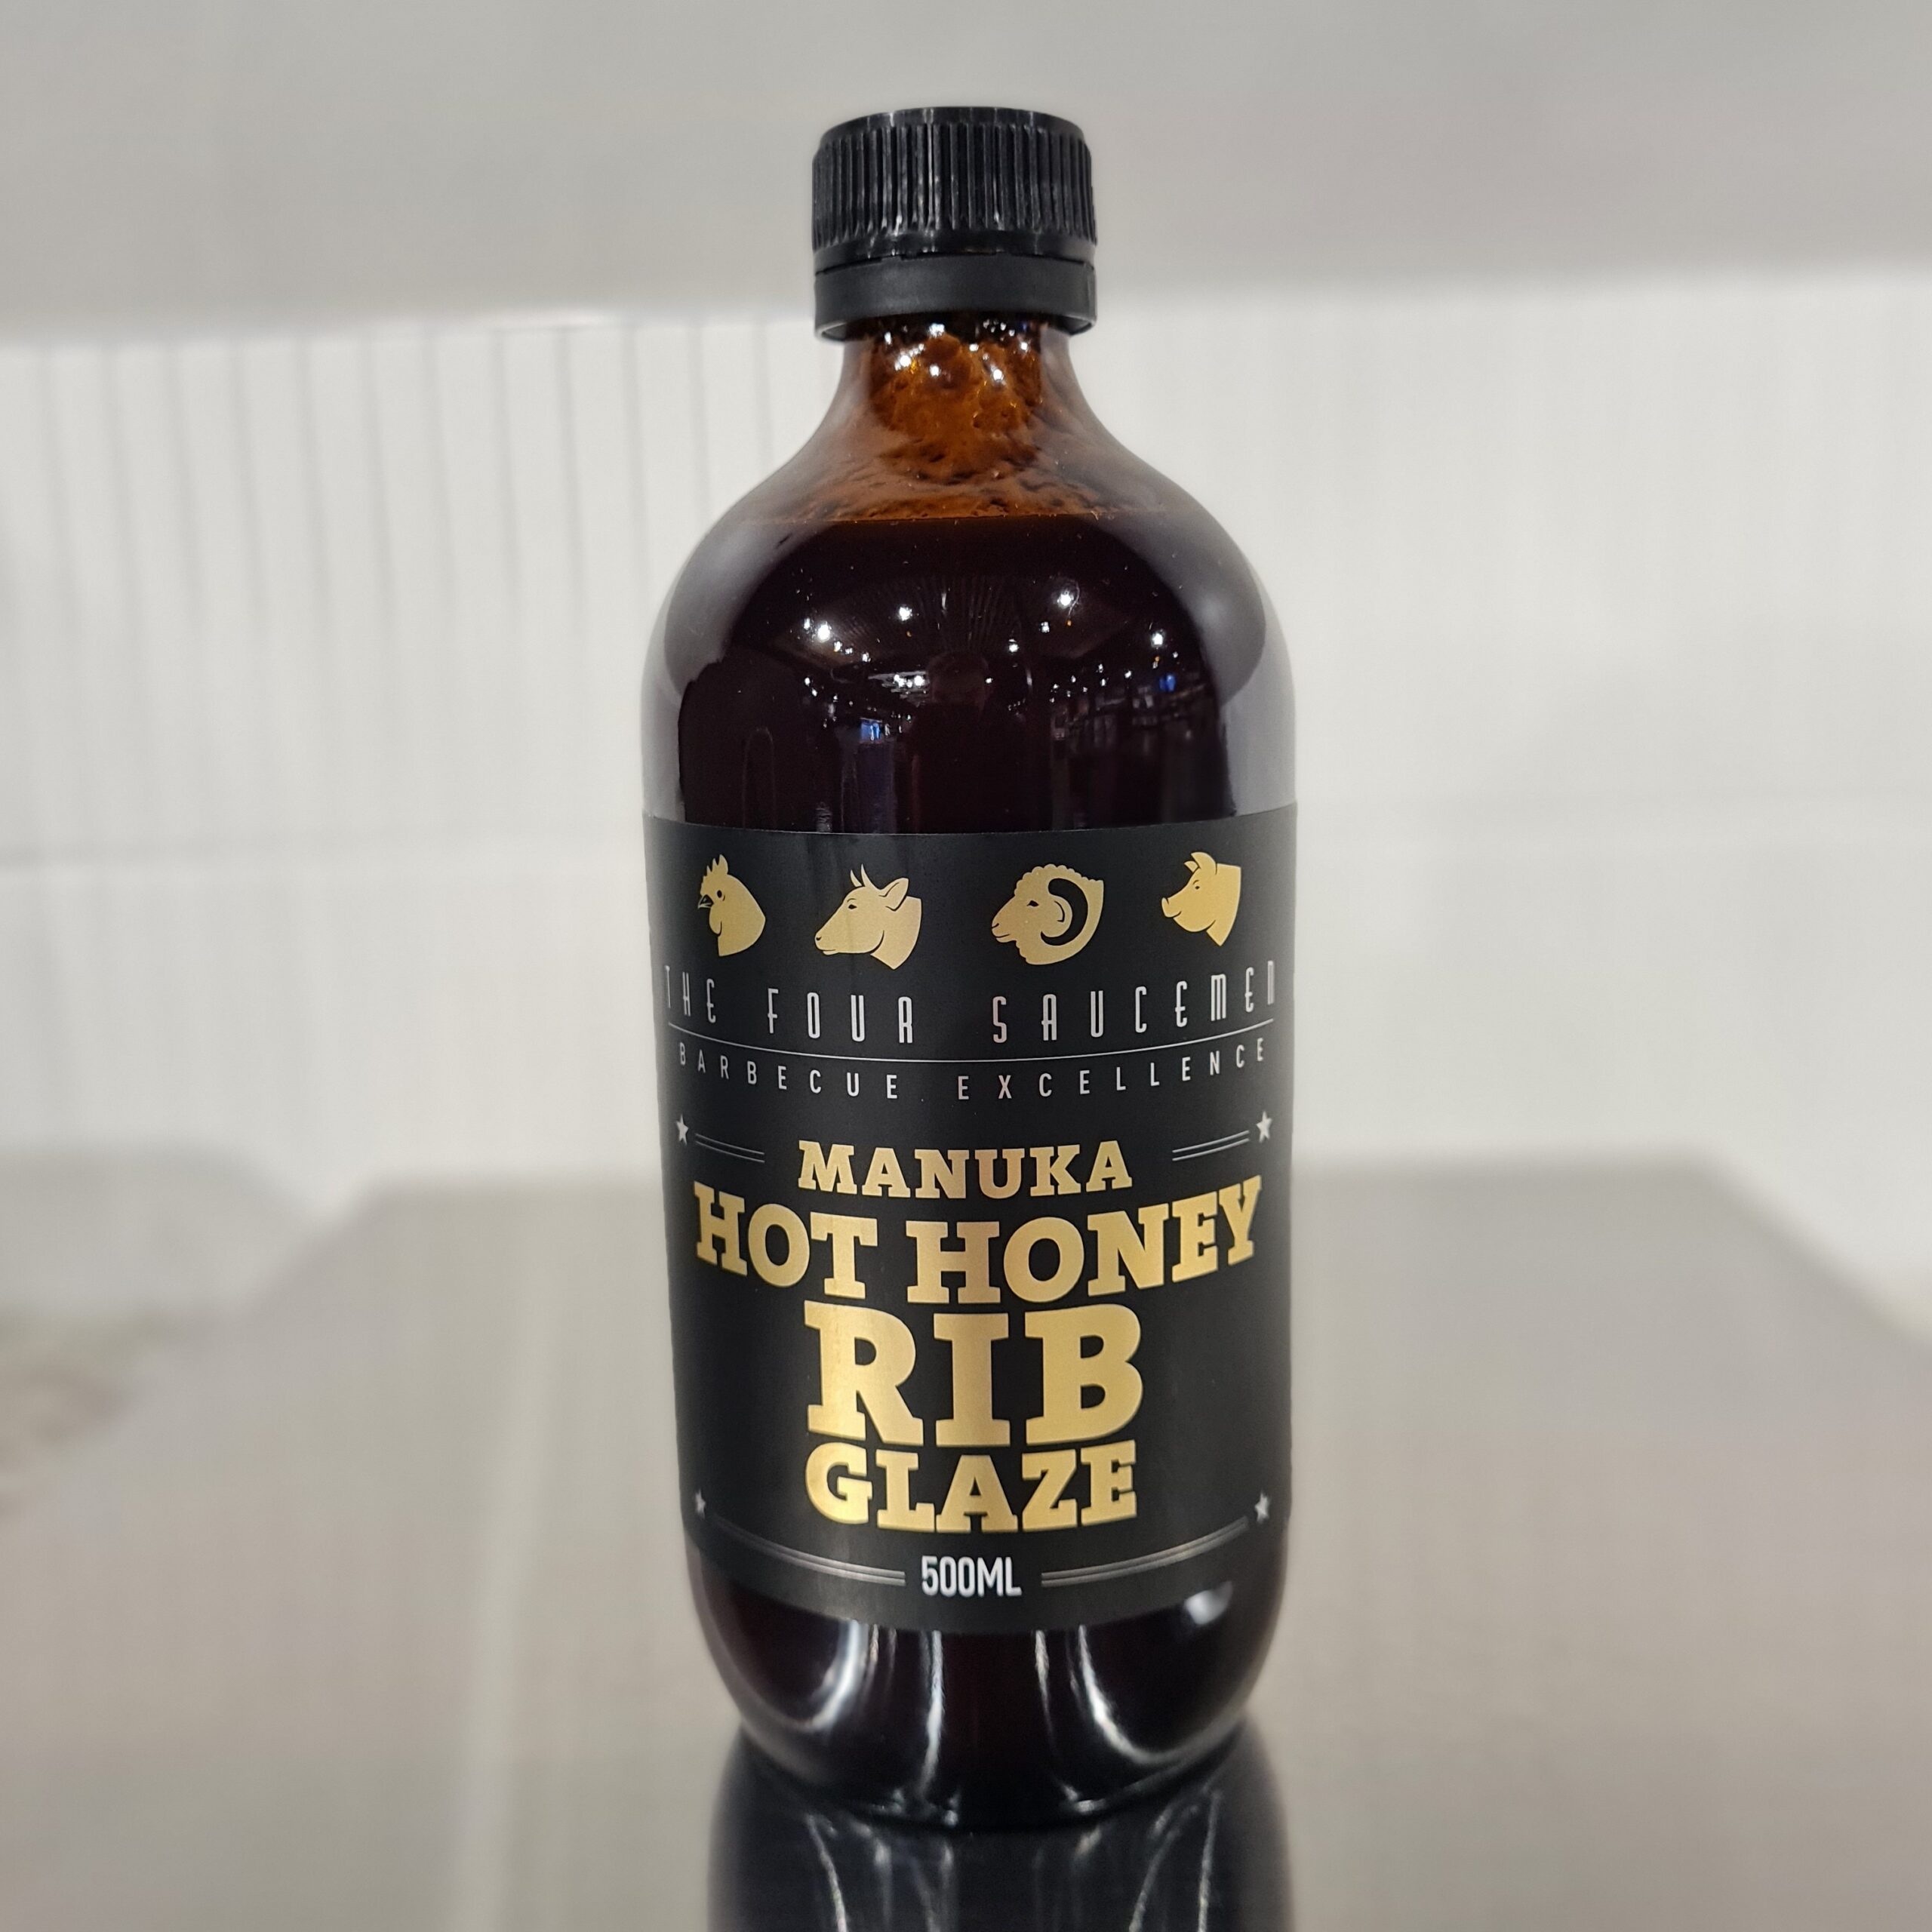 THE FOUR SAUCEMEN
BARBECUE EXCELLENCE
MANUKA
HOT HONEY
RIB
GLAZE
500ML